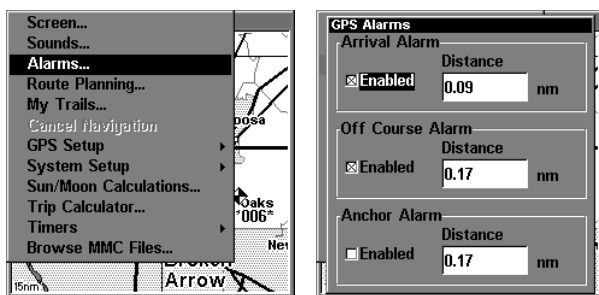 Screen...
Sounds...
Alarms...
Route Planning...
My Trails...
Cancel Navigation
GPS Setup
System Setup
Sun/Moon Calculations...
Trip Calculator...
Timers
Browse MMC Files...
posa
Oaks
"006"
Broken
Arrow
15nm
GPS Alarms
Arrival Alarm
Distance
Enabled
0.09
nm
Off Course Alarm
Distance
Enabled
0.17
nm
Anchor Alarm
Distance
Enabled
0.17
nm